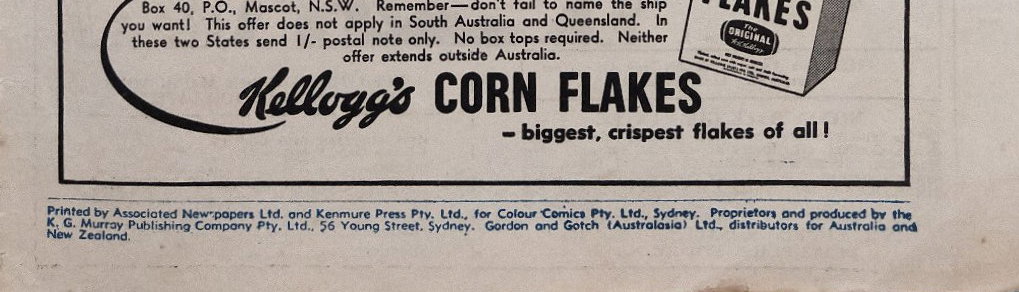 Box 40, P.O., Mascot, N.S.W. Remember—don't fail to name the ship
you want! This offer does not apply in South Australia and Queensland. In
these two States send 1/- postal note only. No box tops required. Neither
offer extends outside Australia.
FLAKES
The
ORIGINAL
Kellogg's CORN FLAKES
– biggest, crispest flakes of all!
Printed by Associated Newspapers Ltd. and Kenmure Press Pty. Ltd., for Colour Comics Pty. Ltd., Sydney. Proprietors and produced by the
K. G. Murray Publishing Company Pty. Ltd., 56 Young Street, Sydney. Gordon and Gotch (Australasia) Ltd., distributors for Australia and
New Zealand.